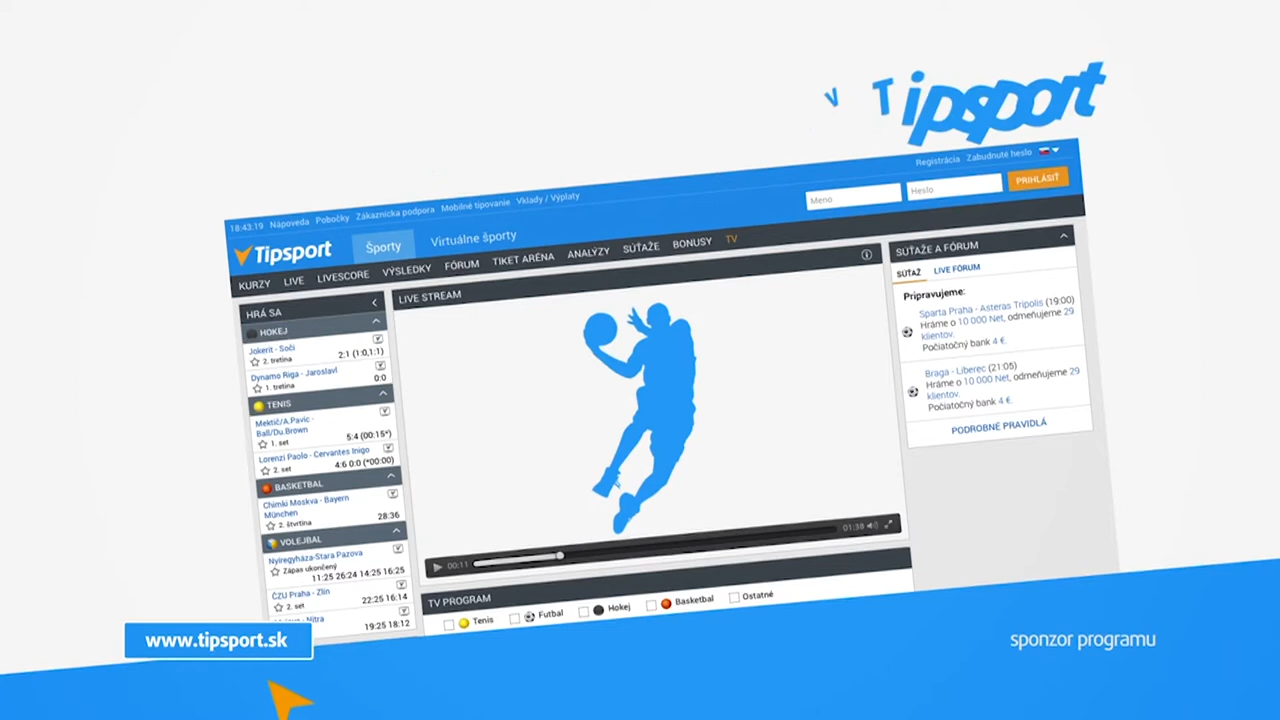 V Tipsport
Registrácia Zabudnuté heslo
18:43:19 Nápoveda Pobočky Zákaznícka podpora Mobilné tipovanie Vklady / Výplaty
Meno Heslo PRIHLÁSIŤ
Tipsport Športy Virtuálne športy
KURZY LIVE LIVESCORE VÝSLEDKY FÓRUM TIKET ARÉNA ANALÝZY SÚŤAŽE BONUSY TV
HRÁ SA
HOKEJ
Jokerit - Soči
2. tretina 2:1 (1:0,1:1)
Dynamo Riga - Jaroslavl
1. tretina 0:0
TENIS
Mektič/A.Pavic -
Ball/Du.Brown
1. set 5:4 (00:15*)
Lorenzi Paolo - Cervantes Inigo
2. set 4:6 0:0 (*00:00)
BASKETBAL
Chimki Moskva - Bayern
München
2. štvrtina 28:36
VOLEJBAL
Nyíregyháza-Stara Pazova
Zápas ukončený
11:25 26:24 14:25 16:25
ČZU Praha - Zlín
2. set 22:25 16:14
Nitra
19:25 18:12
LIVE STREAM
00:11 01:38
TV PROGRAM
Tenis Futbal Hokej Basketbal Ostatné
SÚŤAŽE A FÓRUM
SÚŤAŽ LIVE FÓRUM
Pripravujeme:
Sparta Praha - Asteras Tripolis (19:00)
Hráme o 10 000 Net, odmeňujeme 29
klientov.
Počiatočný bank 4 €.
Braga - Liberec (21:05)
Hráme o 10 000 Net, odmeňujeme 29
klientov.
Počiatočný bank 4 €.
PODROBNÉ PRAVIDLÁ
www.tipsport.sk
sponzor programu